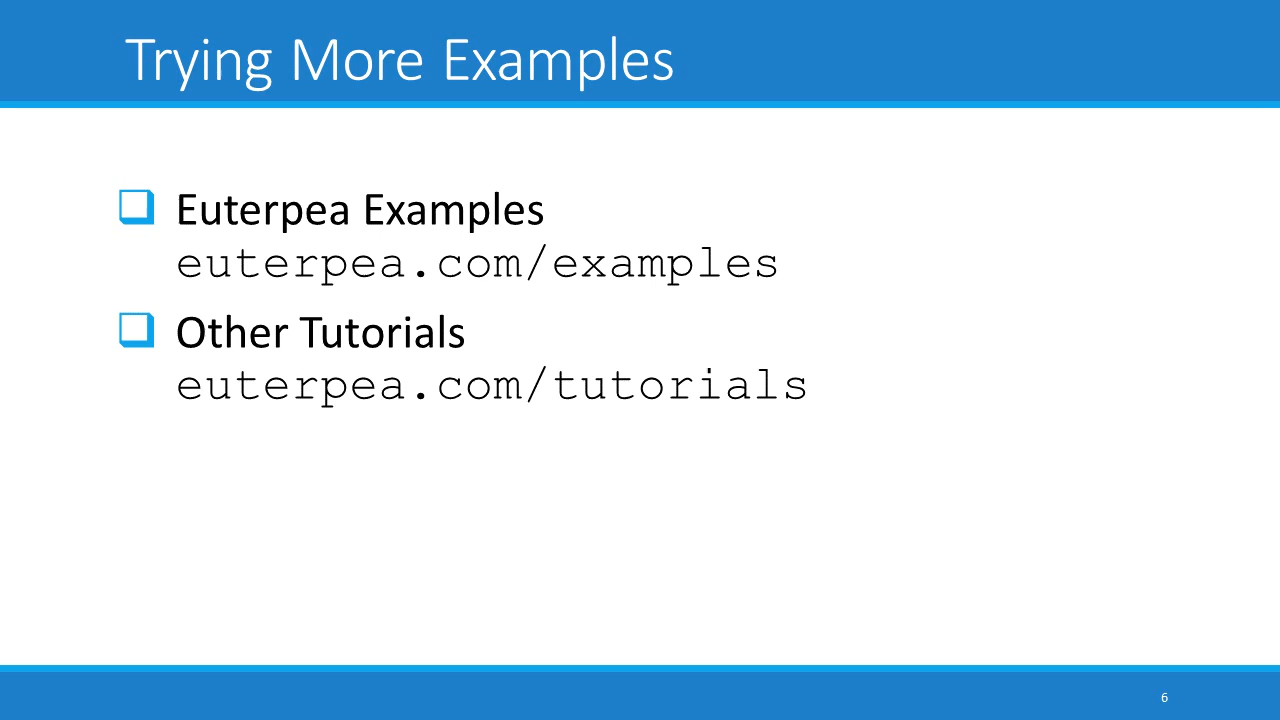 Trying More Examples
Euterpea Examples
euterpea.com/examples
Other Tutorials
euterpea.com/tutorials
6